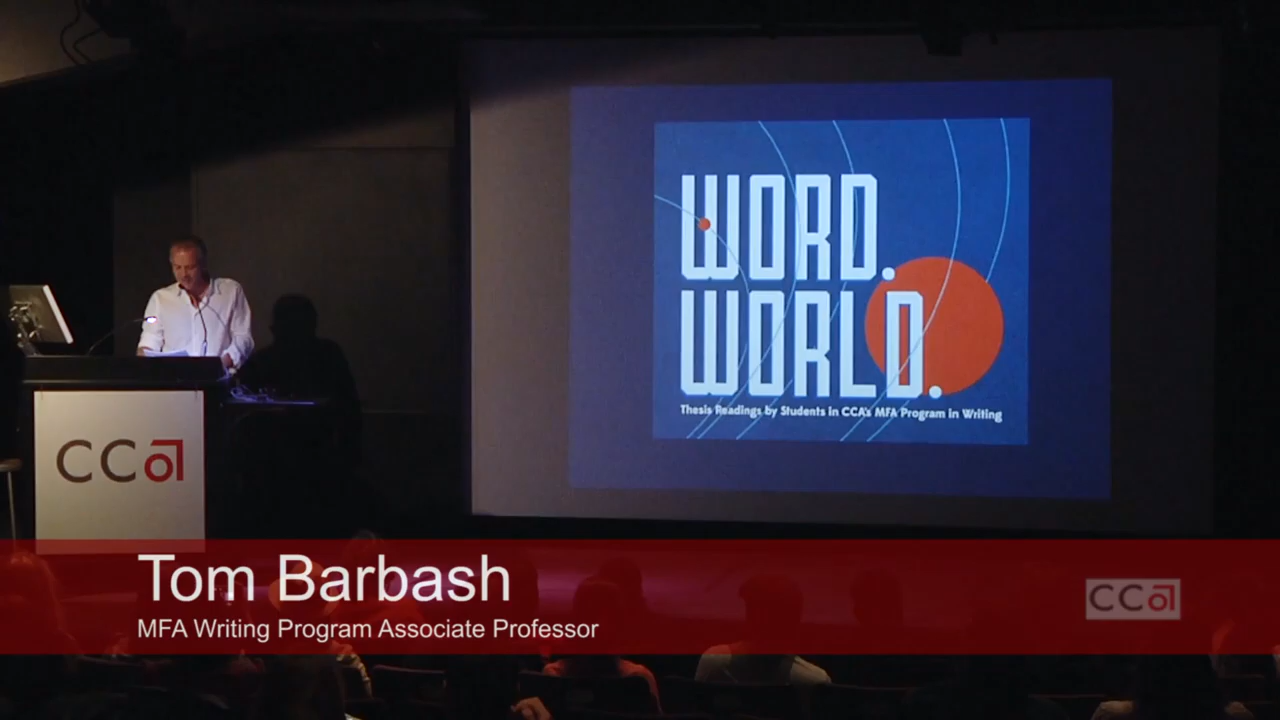 WORD.
WORLD.
Thesis Readings by Students in CCA's MFA Program in Writing
CCa
Tom Barbash
MFA Writing Program Associate Professor
CCa